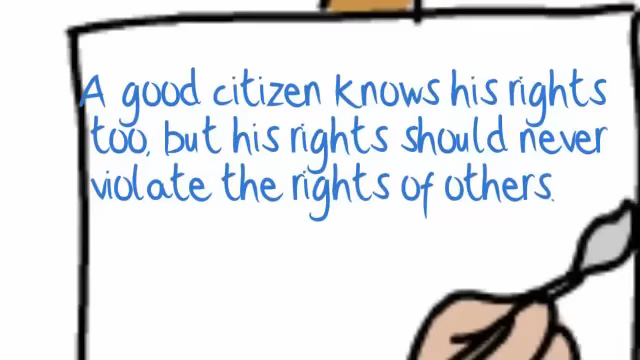 A good citizen knows his rights
too, but his rights should never
violate the rights of others.